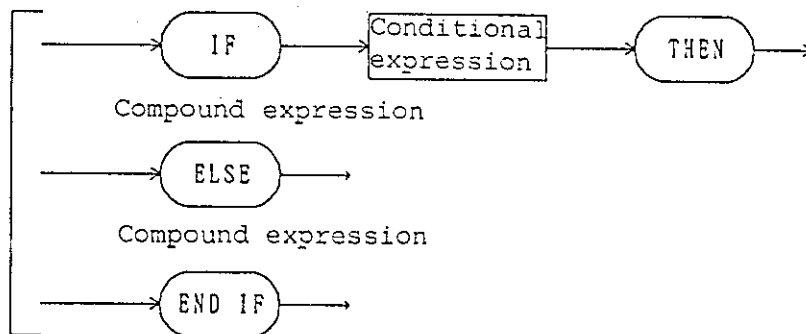 IF Conditional expression THEN
Compound expression
ELSE
Compound expression
END IF